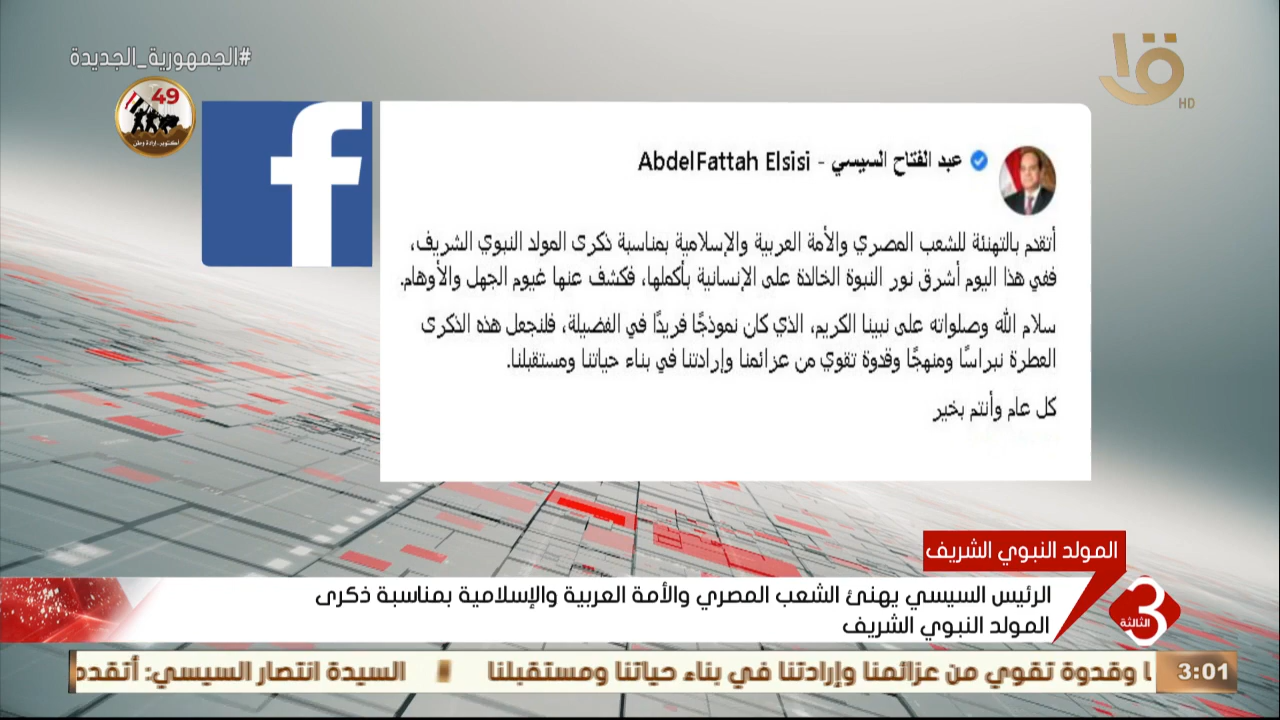 #الجمهورية_الجديدة
49
أكتوبر..إرادة وطن
HD
عبد الفتاح السيسي - AbdelFattah Elsisi
أتقدم بالتهنئة للشعب المصري والأمة العربية والإسلامية بمناسبة ذكرى المولد النبوي الشريف،
ففي هذا اليوم أشرق نور النبوة الخالدة على الإنسانية بأكملها، فكشف عنها غيوم الجهل والأوهام.
سلام الله وصلواته على نبينا الكريم، الذي كان نموذجًا فريدًا في الفضيلة، فلنجعل هذه الذكرى
العطرة نبراسًا ومنهجًا وقدوة تقوي من عزائمنا وإرادتنا في بناء حياتنا ومستقبلنا.
كل عام وأنتم بخير
المولد النبوي الشريف
3 الثالثة
الرئيس السيسي يهنئ الشعب المصري والأمة العربية والإسلامية بمناسبة ذكرى
المولد النبوي الشريف
3:01
ا وقدوة تقوي من عزائمنا وإرادتنا في بناء حياتنا ومستقبلنا السيدة انتصار السيسي: أتقدم